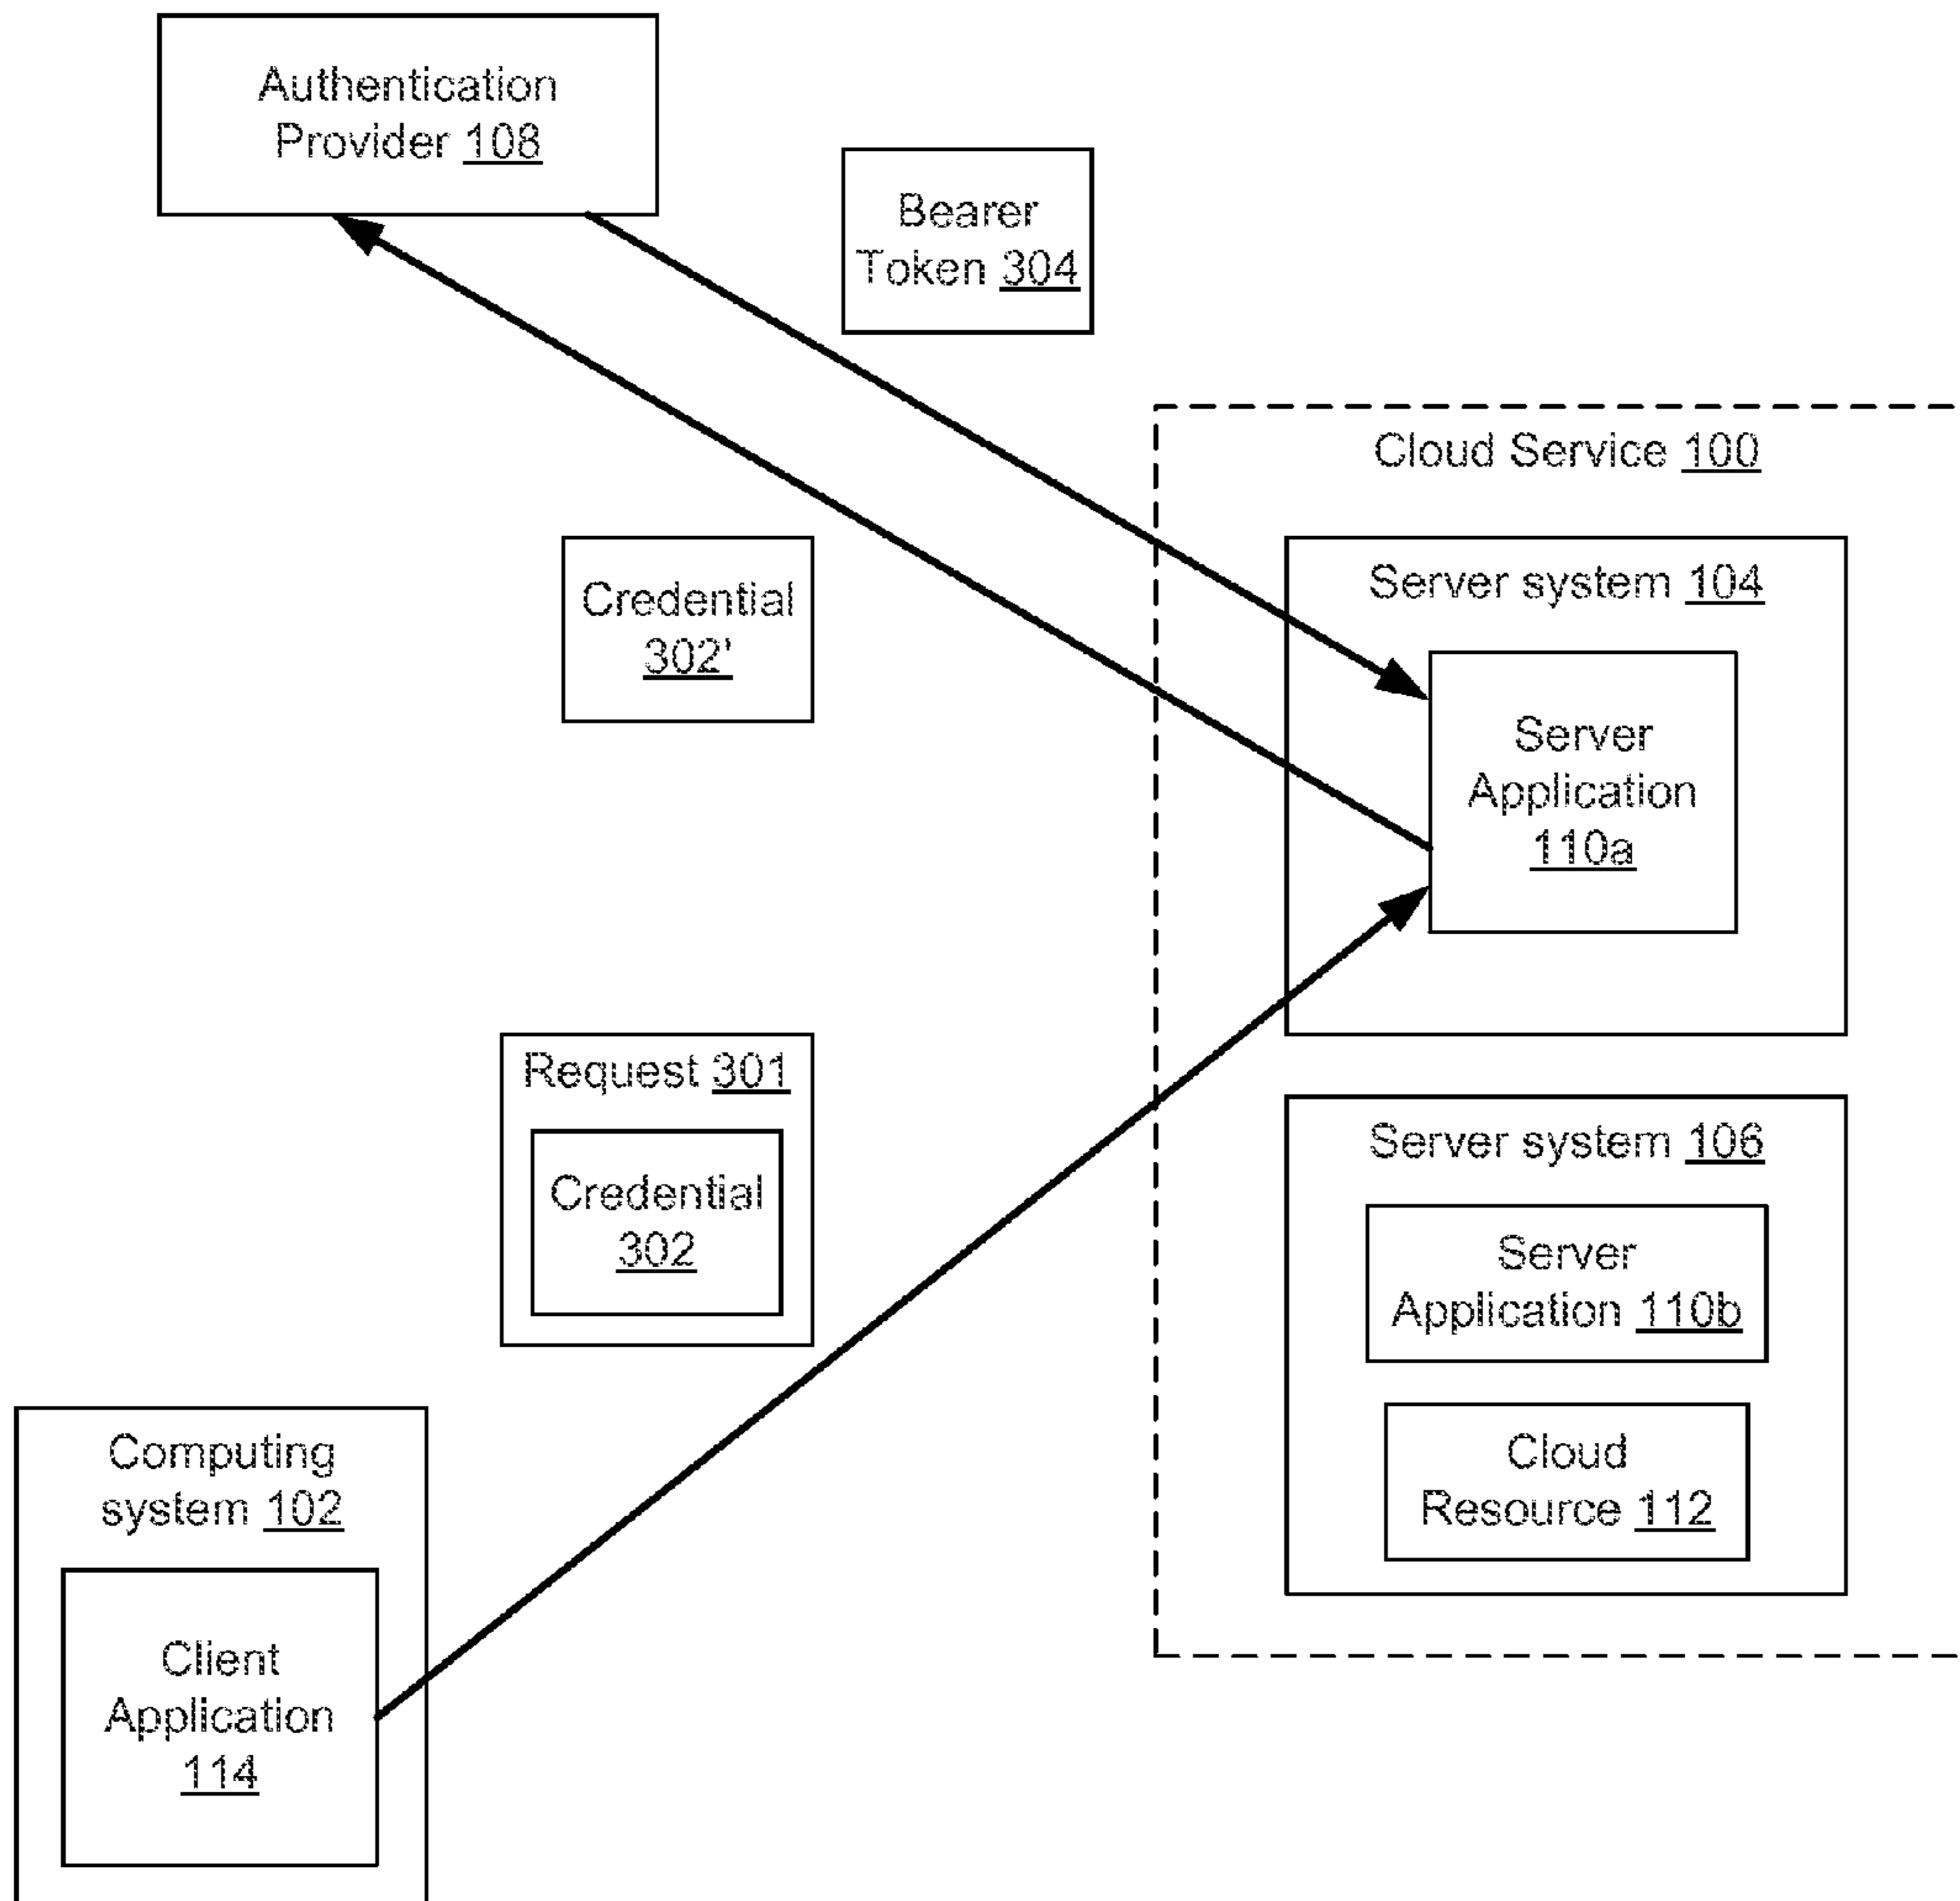 Authentication
Provider 108
Bearer
Token 304
Cloud Service 100
Credential
302'
Server system 104
Server
Application
110a
Request 301
Credential
302
Server system 106
Server
Application 110b
Cloud
Resource 112
Computing
system 102
Client
Application
114